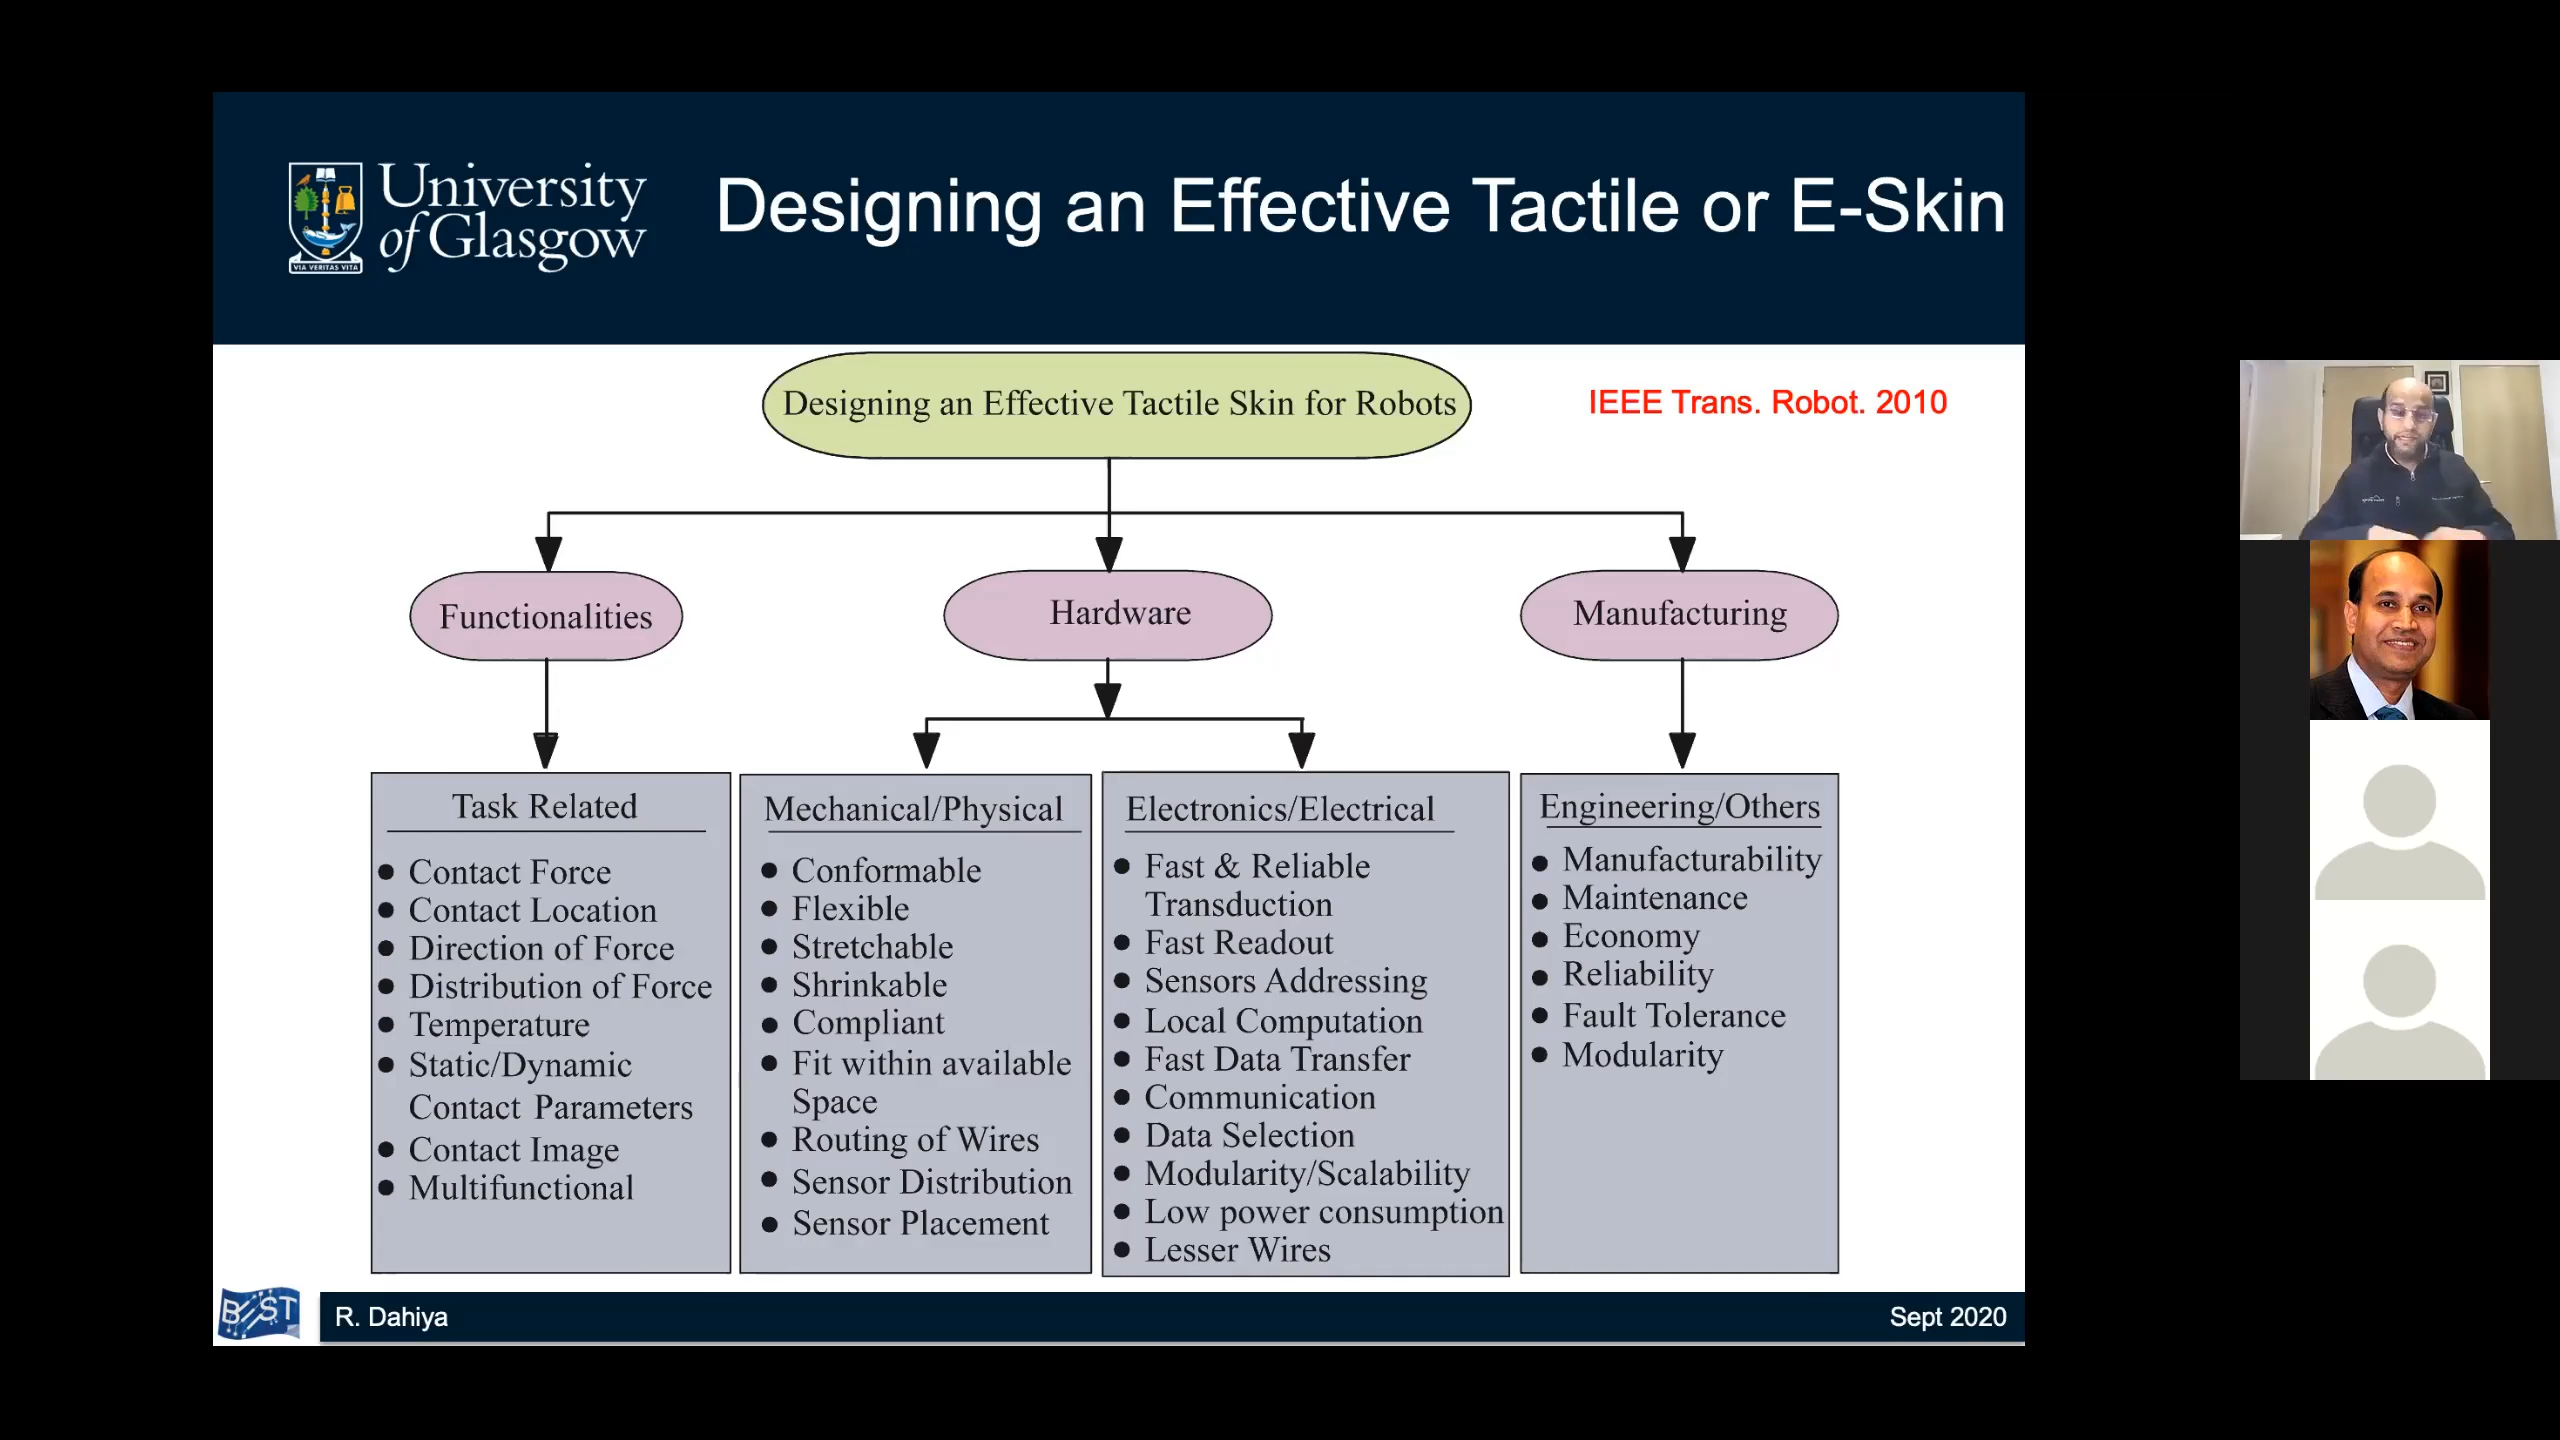 University
of Glasgow
VIA VERITAS VITA
Designing an Effective Tactile or E-Skin
Designing an Effective Tactile Skin for Robots
IEEE Trans. Robot. 2010
Functionalities
Hardware
Manufacturing
Task Related
Contact Force
Contact Location
Direction of Force
Distribution of Force
Temperature
Static/Dynamic
Contact Parameters
Contact Image
Multifunctional
Mechanical/Physical
Conformable
Flexible
Stretchable
Shrinkable
Compliant
Fit within available
Space
Routing of Wires
Sensor Distribution
Sensor Placement
Electronics/Electrical
Fast & Reliable
Transduction
Fast Readout
Sensors Addressing
Local Computation
Fast Data Transfer
Communication
Data Selection
Modularity/Scalability
Low power consumption
Lesser Wires
Engineering/Others
Manufacturability
Maintenance
Economy
Reliability
Fault Tolerance
Modularity
BEST
R. Dahiya
Sept 2020